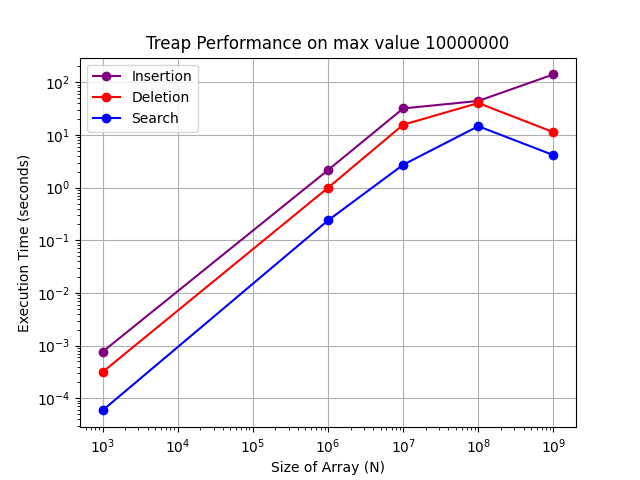 Treap Performance on max value 10000000
Insertion
Deletion
Search
Execution Time (seconds)
10²
10¹
10⁰
10⁻¹
10⁻²
10⁻³
10⁻⁴
10³ 10⁴ 10⁵ 10⁶ 10⁷ 10⁸ 10⁹
Size of Array (N)